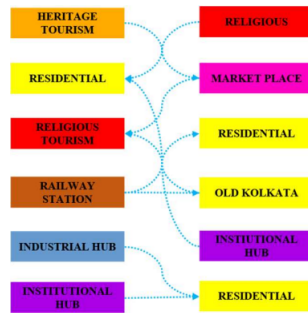 HERITAGE
TOURISM
RELIGIOUS
RESIDENTIAL
MARKET PLACE
RELIGIOUS
TOURISM
RESIDENTIAL
RAILWAY
STATION
OLD KOLKATA
INDUSTRIAL HUB
INSTIUTIONAL
HUB
INSTITUTIONAL
HUB
RESIDENTIAL